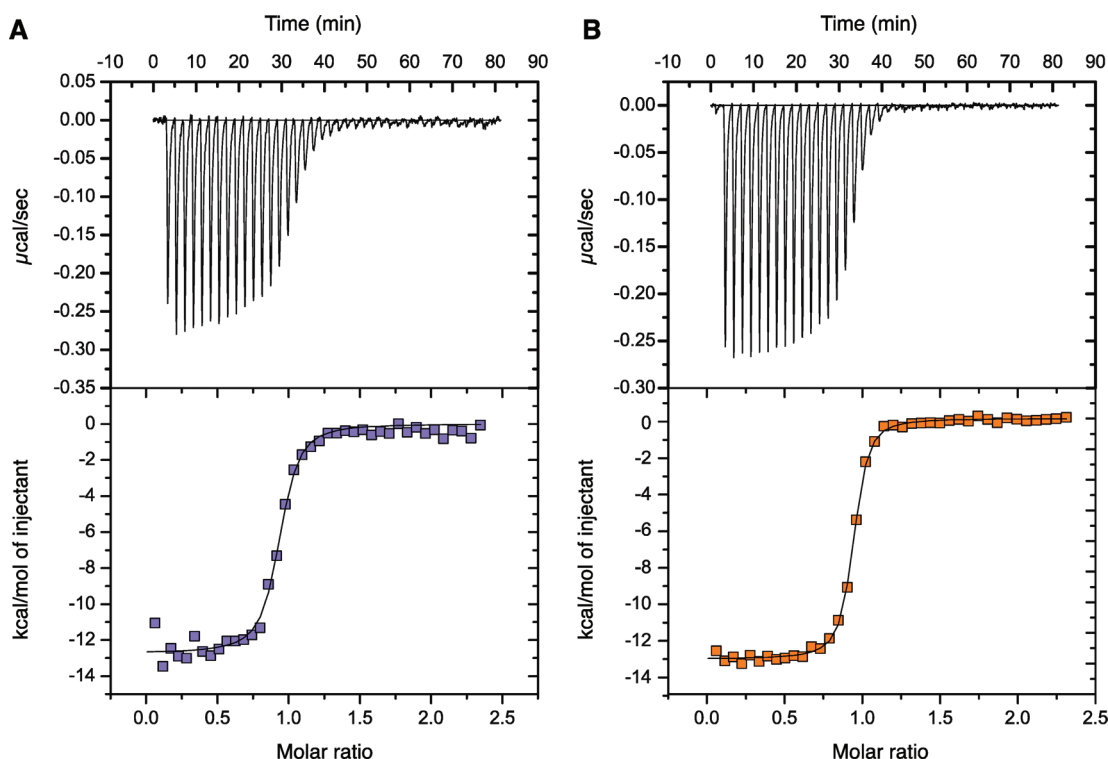 A
Time (min)
-10 0 10 20 30 40 50 60 70 80 90
0.05
0.00
-0.05
-0.10
-0.15
-0.20
-0.25
-0.30
-0.35
µcal/sec
0
-2
-4
-6
-8
-10
-12
-14
kcal/mol of injectant
0.0 0.5 1.0 1.5 2.0 2.5
Molar ratio
B
Time (min)
-10 0 10 20 30 40 50 60 70 80 90
0.00
-0.05
-0.10
-0.15
-0.20
-0.25
-0.30
µcal/sec
0
-2
-4
-6
-8
-10
-12
-14
kcal/mol of injectant
0.0 0.5 1.0 1.5 2.0 2.5
Molar ratio